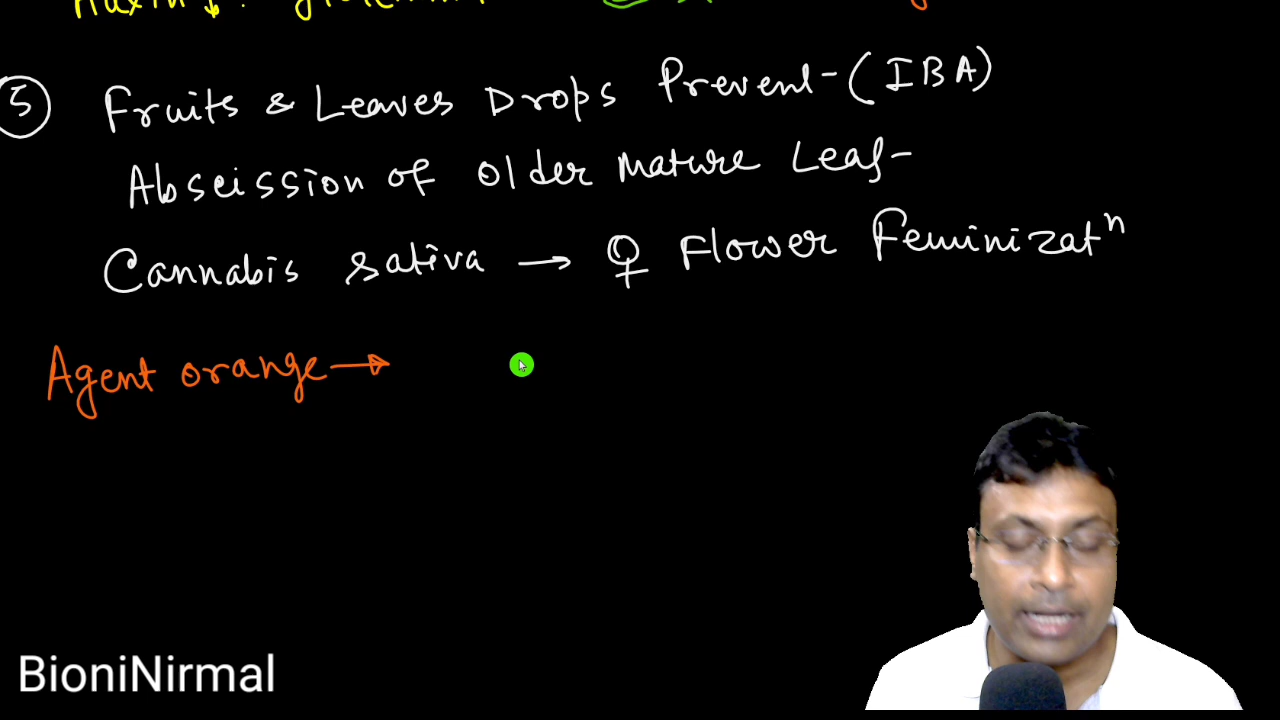 5 Fruits & Leaves Drops Prevent - (IBA)
Abscission of older mature Leaf -
Cannabis sativa → ♀ Flower Feminizatⁿ
Agent orange →
BioniNirmal